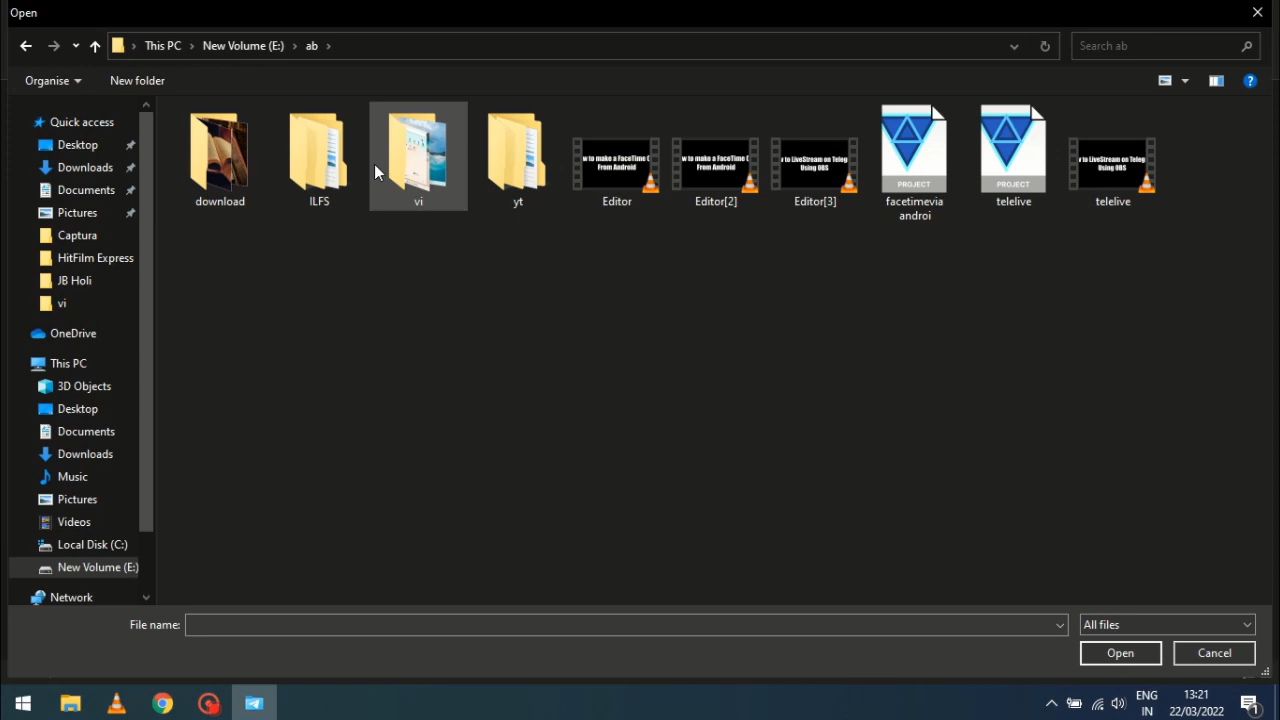 Open
This PC
New Volume (E:)
ab
Search ab
Organise
New folder
Quick access
Desktop
Downloads
Documents
Pictures
Captura
HitFilm Express
JB Holi
vi
OneDrive
This PC
3D Objects
Desktop
Documents
Downloads
Music
Pictures
Videos
Local Disk (C:)
New Volume (E:)
Network
download
ILFS
vi
yt
w to make a FaceTime C
From Android
Editor
w to make a FaceTime C
From Android
Editor[2]
w to LiveStream on Teleg
Using OBS
Editor[3]
PROJECT
facetimevia
androi
PROJECT
telelive
w to LiveStream on Teleg
Using OBS
telelive
File name:
All files
Open
Cancel
ENG
IN
13:21
22/03/2022
1